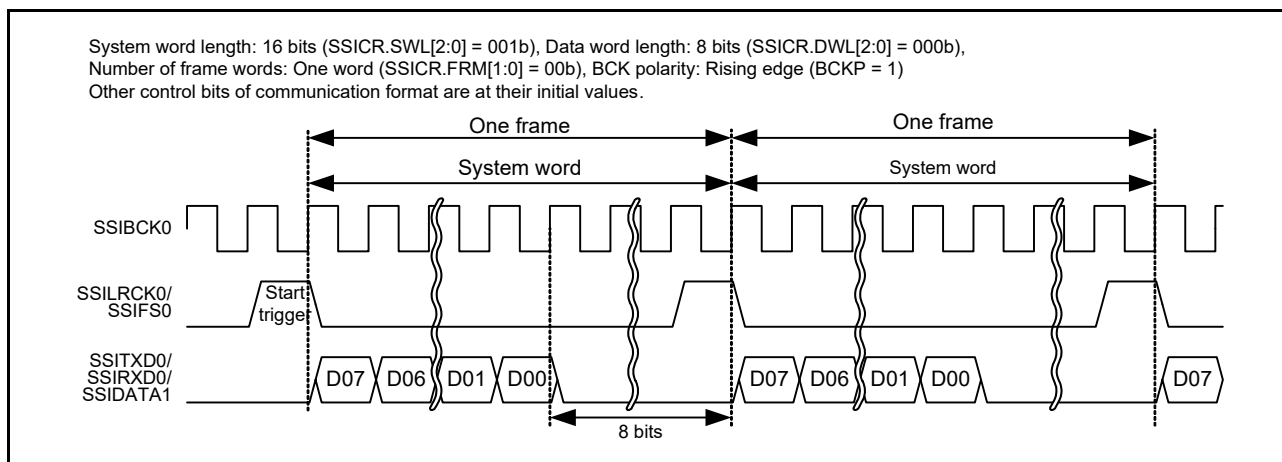 System word length: 16 bits (SSICR.SWL[2:0] = 001b), Data word length: 8 bits (SSICR.DWL[2:0] = 000b),
Number of frame words: One word (SSICR.FRM[1:0] = 00b), BCK polarity: Rising edge (BCKP = 1)
Other control bits of communication format are at their initial values.
One frame One frame
System word System word
SSIBCK0
SSILRCK0/
SSIFS0
Start
trigger
SSITXD0/
SSIRXD0/
SSIDATA1
D07 D06 D01 D00 D07 D06 D01 D00 D07
8 bits